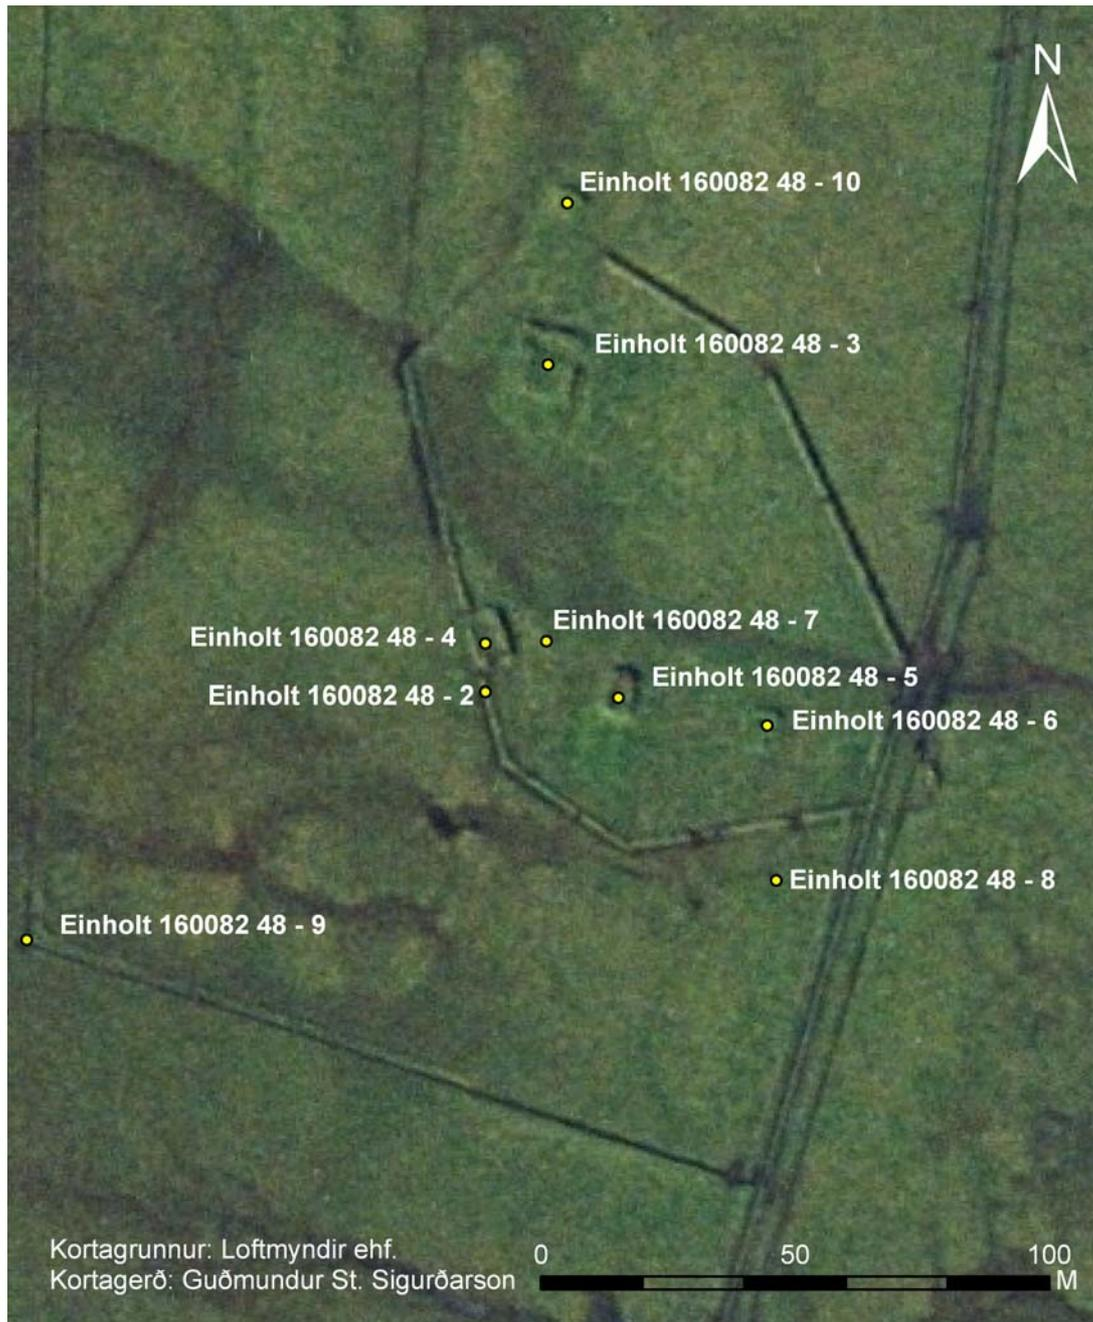 N
Einholt 160082 48 - 10
Einholt 160082 48 - 3
Einholt 160082 48 - 7
Einholt 160082 48 - 4
Einholt 160082 48 - 5
Einholt 160082 48 - 2
Einholt 160082 48 - 6
Einholt 160082 48 - 8
Einholt 160082 48 - 9
Kortagrunnur: Loftmyndir ehf.
Kortagerð: Guðmundur St. Sigurðarson
0 50 100
M